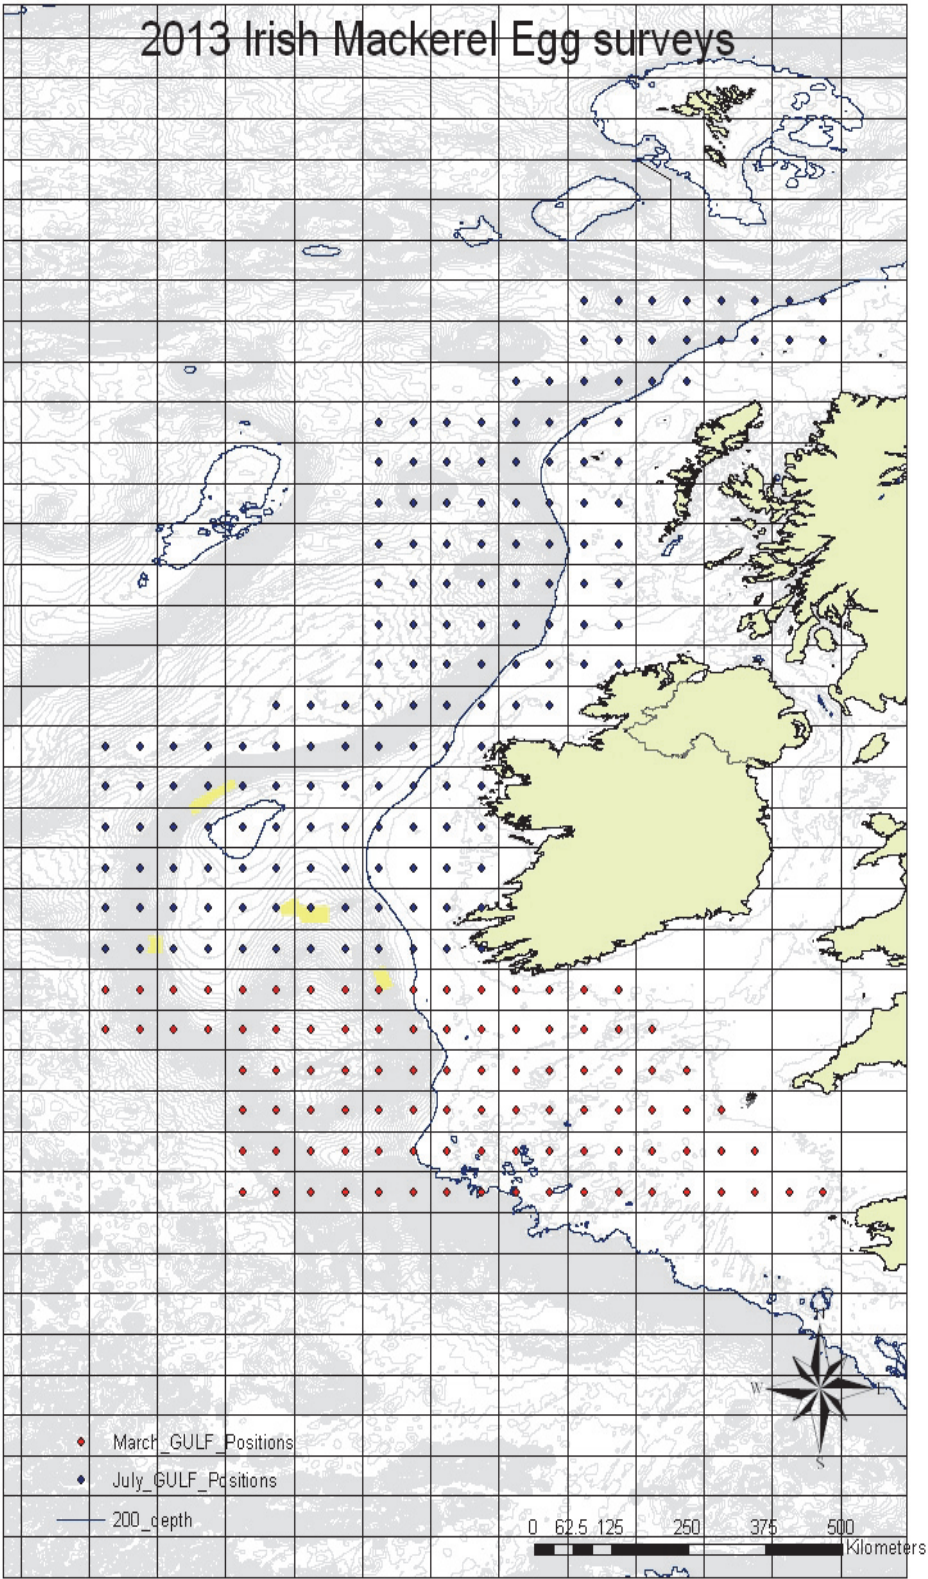 2013 Irish Mackerel Egg surveys
N
W
E
S
March_GULF_Positions
July_GULF_Positions
200_depth
0 62.5 125 250 375 500
Kilometers